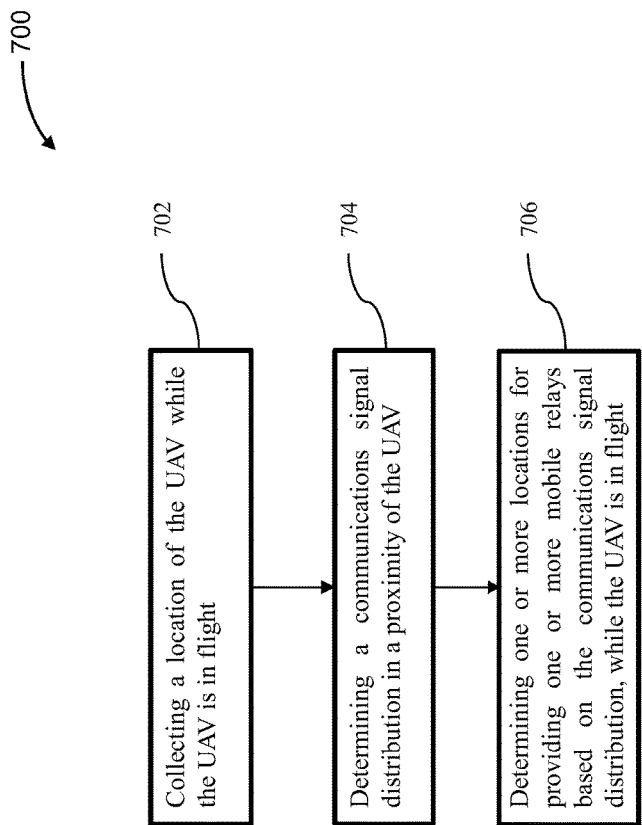 700
Collecting a location of the UAV while
the UAV is in flight
702
Determining a communications signal
distribution in a proximity of the UAV
704
Determining one or more locations for
providing one or more mobile relays
based on the communications signal
distribution, while the UAV is in flight
706